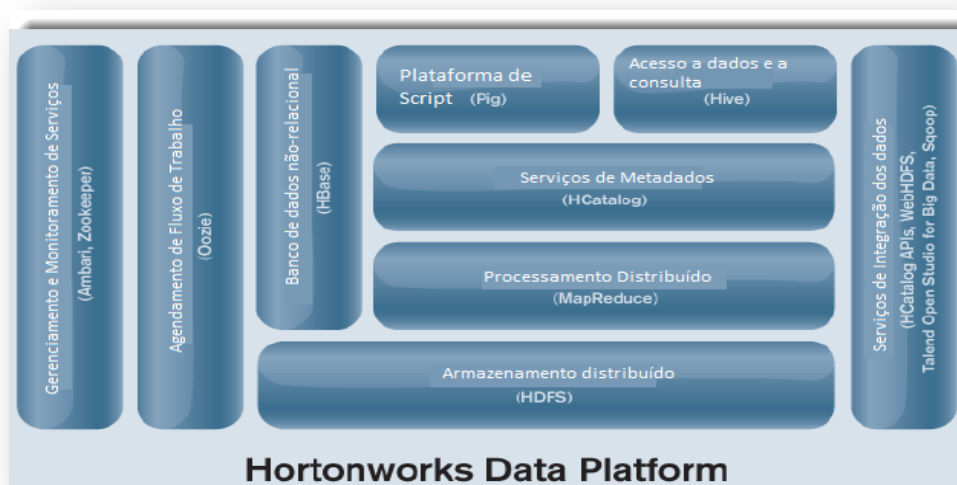 Gerenciamento e Monitoramento de Serviços
(Ambari, Zookeeper)
Agendamento de Fluxo de Trabalho
(Oozie)
Banco de dados não-relacional
(HBase)
Plataforma de
Script (Pig)
Acesso a dados e a
consulta
(Hive)
Serviços de Metadados
(HCatalog)
Processamento Distribuído
(MapReduce)
Armazenamento distribuído
(HDFS)
Serviços de Integração dos dados
(HCatalog APIs, WebHDFS,
Talend Open Studio for Big Data, Sqoop)
Hortonworks Data Platform